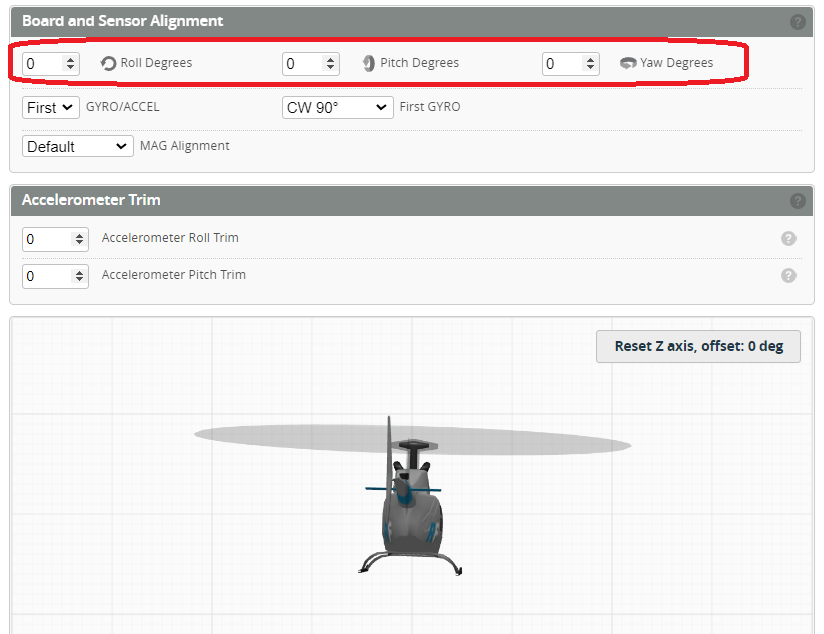 Board and Sensor Alignment
0 Roll Degrees 0 Pitch Degrees 0 Yaw Degrees
First GYRO/ACCEL CW 90° First GYRO
Default MAG Alignment
Accelerometer Trim
0 Accelerometer Roll Trim
0 Accelerometer Pitch Trim
Reset Z axis, offset: 0 deg